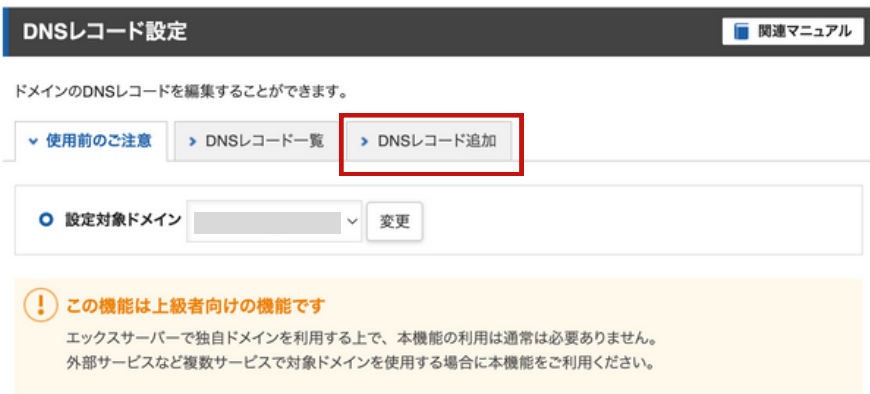 DNSレコード設定
関連マニュアル
ドメインのDNSレコードを編集することができます。
使用前のご注意
DNSレコード一覧
DNSレコード追加
設定対象ドメイン
変更
この機能は上級者向けの機能です
エックスサーバーで独自ドメインを利用する上で、本機能の利用は通常は必要ありません。
外部サービスなど複数サービスで対象ドメインを使用する場合に本機能をご利用ください。